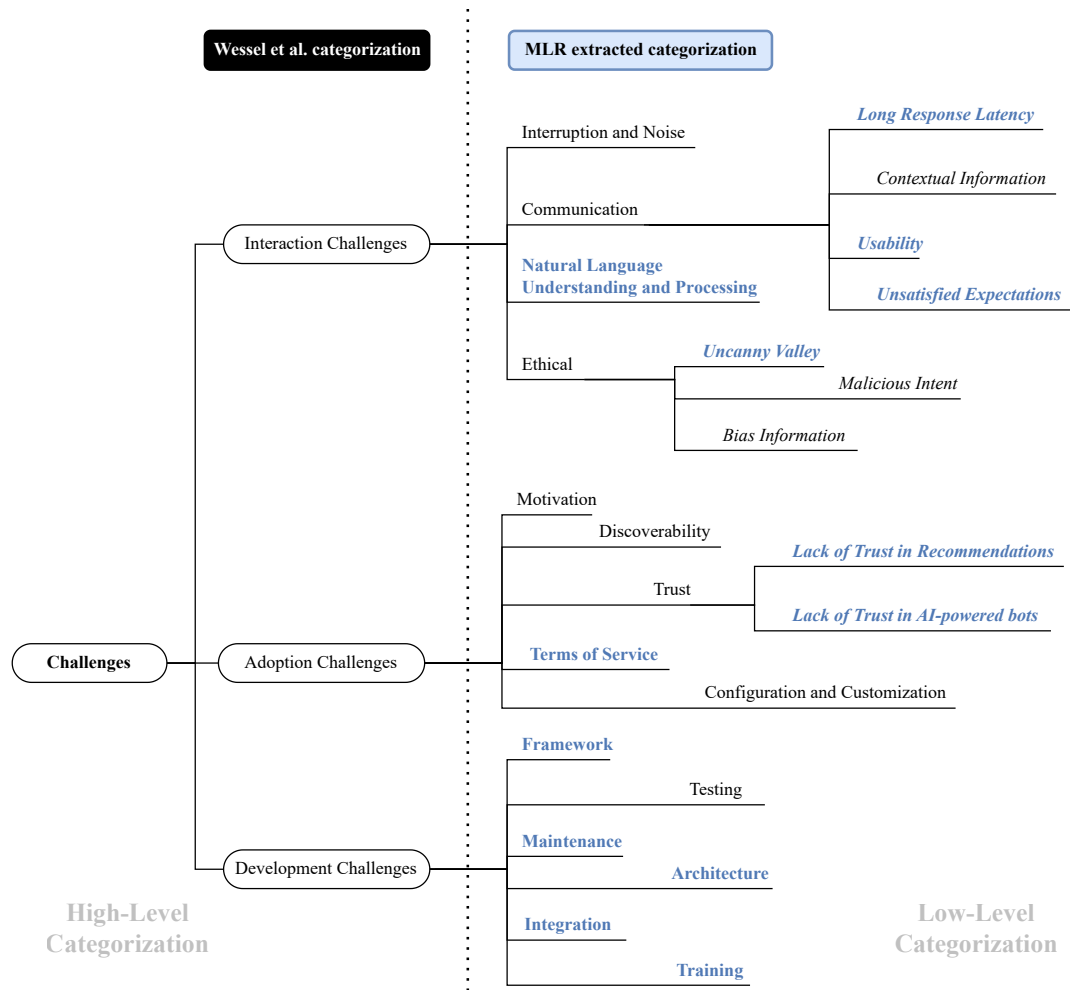 Wessel et al. categorization
MLR extracted categorization
Long Response Latency
Interruption and Noise
Contextual Information
Communication
Interaction Challenges
Usability
Natural Language
Understanding and Processing
Unsatisfied Expectations
Uncanny Valley
Ethical
Malicious Intent
Bias Information
Motivation
Discoverability
Lack of Trust in Recommendations
Trust
Lack of Trust in AI-powered bots
Challenges
Adoption Challenges
Terms of Service
Configuration and Customization
Framework
Testing
Maintenance
Development Challenges
Architecture
High-Level
Categorization
Integration
Low-Level
Categorization
Training